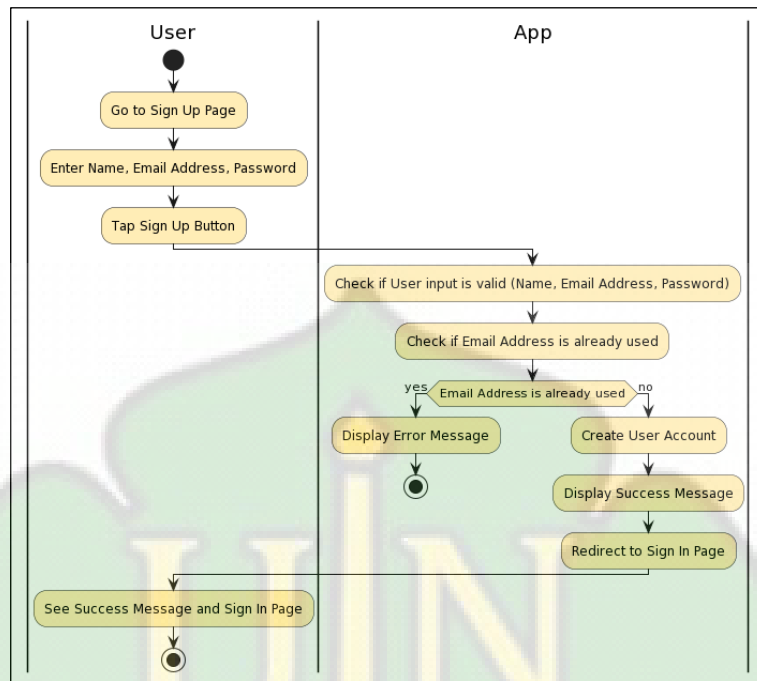 User
App
Go to Sign Up Page
Enter Name, Email Address, Password
Tap Sign Up Button
Check if User input is valid (Name, Email Address, Password)
Check if Email Address is already used
yes
Email Address is already used
no
Display Error Message
Create User Account
Display Success Message
Redirect to Sign In Page
See Success Message and Sign In Page
UIN